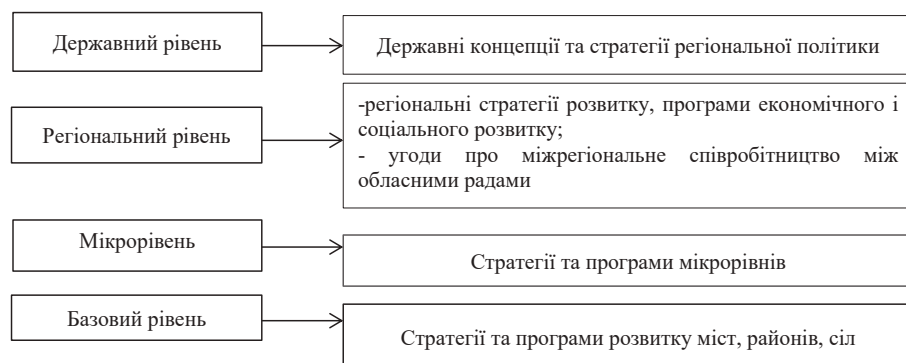 Державний рівень
Державні концепції та стратегії регіональної політики
Регіональний рівень
-регіональні стратегії розвитку, програми економічного і
соціального розвитку;
- угоди про міжрегіональне співробітництво між
обласними радами
Мікрорівень
Стратегії та програми мікрорівнів
Базовий рівень
Стратегії та програми розвитку міст, районів, сіл